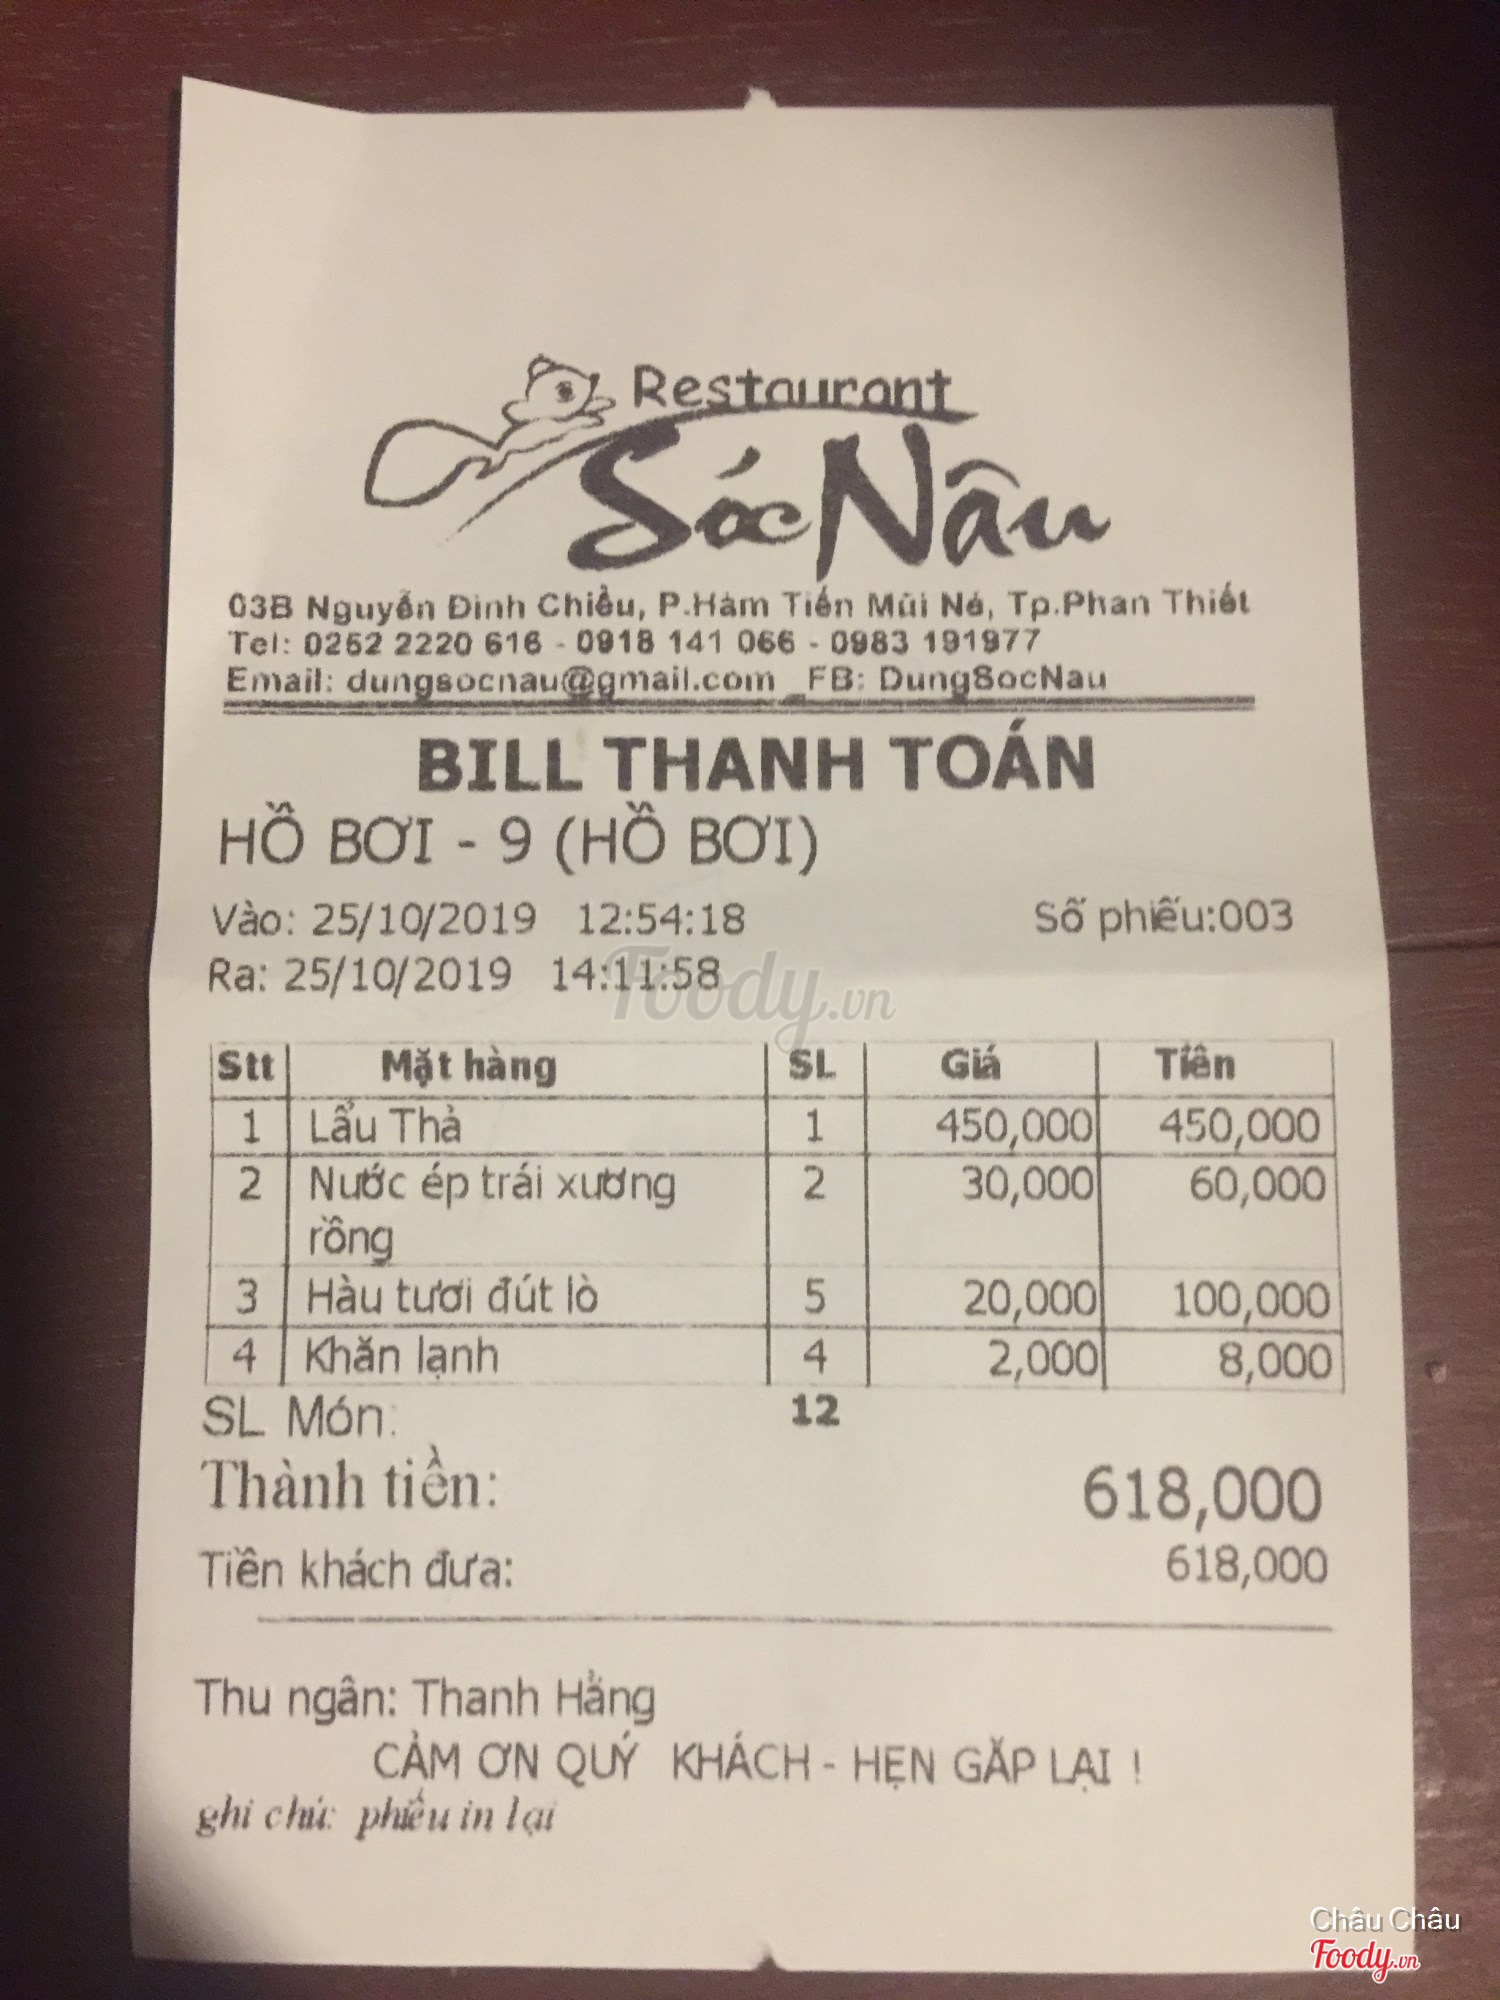 Restaurant
Sóc Nâu
03B Nguyễn Đình Chiểu, P.Hàm Tiến Mũi Né, Tp.Phan Thiết
Tel: 0252 2220 616 - 0918 141 066 - 0983 191977
Email: dungsocnau@gmail.com _FB: DungSocNau
BILL THANH TOÁN
HỒ BƠI - 9 (HỒ BƠI)
Vào: 25/10/2019 12:54:18 Số phiếu:003
Ra: 25/10/2019 14:11:58
Foody.vn
Stt Mặt hàng SL Giá Tiền
1 Lẩu Thả 1 450,000 450,000
2 Nước ép trái xương 2 30,000 60,000
rồng
3 Hàu tươi đút lò 5 20,000 100,000
4 Khăn lạnh 4 2,000 8,000
SL Món: 12
Thành tiền: 618,000
Tiền khách đưa: 618,000
Thu ngân: Thanh Hằng
CẢM ƠN QUÝ KHÁCH - HẸN GẶP LẠI !
ghi chú: phiếu in lại
Châu Châu
Foody.vn